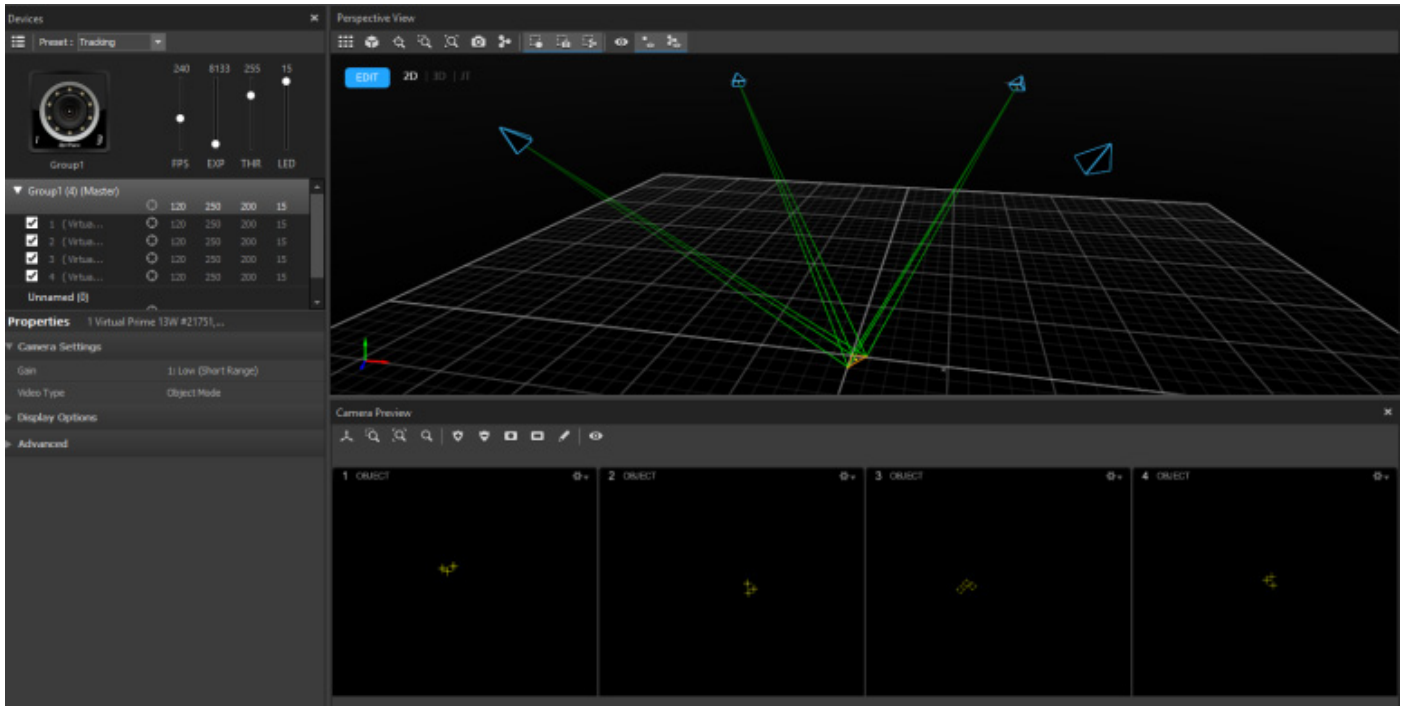 Devices
Preset : Tracking
240 8133 255 15
FPS EXP THR LED
Group1
Group1 (4) (Master)
120 250 200 15
1 [ Virtua... 120 250 200 15
2 [ Virtua... 120 250 200 15
3 [ Virtua... 120 250 200 15
4 [ Virtua... 120 250 200 15
Unnamed (0)
Properties 1 Virtual Prime 13W #21751,...
Camera Settings
Gain 1: Low (Short Range)
Video Type Object Mode
Display Options
Advanced
Perspective View
EDIT 2D | 3D | JT
Camera Preview
1 OBJECT
2 OBJECT
3 OBJECT
4 OBJECT